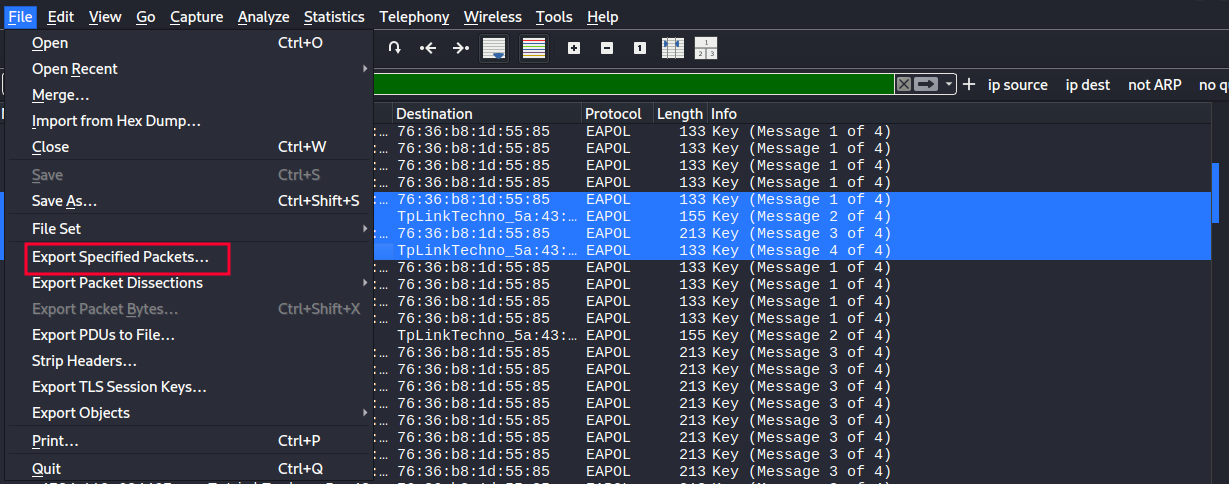 File Edit View Go Capture Analyze Statistics Telephony Wireless Tools Help
Open Ctrl+O
Open Recent
Merge...
Import from Hex Dump...
Close Ctrl+W
Save Ctrl+S
Save As... Ctrl+Shift+S
File Set
Export Specified Packets...
Export Packet Dissections
Export Packet Bytes... Ctrl+Shift+X
Export PDUs to File...
Strip Headers...
Export TLS Session Keys...
Export Objects
Print... Ctrl+P
Quit Ctrl+Q
ip source ip dest not ARP no
Destination Protocol Length Info
:… 76:36:b8:1d:55:85 EAPOL 133 Key (Message 1 of 4)
:… 76:36:b8:1d:55:85 EAPOL 133 Key (Message 1 of 4)
:… 76:36:b8:1d:55:85 EAPOL 133 Key (Message 1 of 4)
:… 76:36:b8:1d:55:85 EAPOL 133 Key (Message 1 of 4)
:… 76:36:b8:1d:55:85 EAPOL 133 Key (Message 1 of 4)
… TpLinkTechno_5a:43:… EAPOL 155 Key (Message 2 of 4)
:… 76:36:b8:1d:55:85 EAPOL 213 Key (Message 3 of 4)
… TpLinkTechno_5a:43:… EAPOL 133 Key (Message 4 of 4)
:… 76:36:b8:1d:55:85 EAPOL 133 Key (Message 1 of 4)
:… 76:36:b8:1d:55:85 EAPOL 133 Key (Message 1 of 4)
:… 76:36:b8:1d:55:85 EAPOL 133 Key (Message 1 of 4)
:… 76:36:b8:1d:55:85 EAPOL 133 Key (Message 1 of 4)
TpLinkTechno_5a:43:… EAPOL 155 Key (Message 2 of 4)
:… 76:36:b8:1d:55:85 EAPOL 213 Key (Message 3 of 4)
:… 76:36:b8:1d:55:85 EAPOL 213 Key (Message 3 of 4)
:… 76:36:b8:1d:55:85 EAPOL 213 Key (Message 3 of 4)
:… 76:36:b8:1d:55:85 EAPOL 213 Key (Message 3 of 4)
:… 76:36:b8:1d:55:85 EAPOL 213 Key (Message 3 of 4)
:… 76:36:b8:1d:55:85 EAPOL 213 Key (Message 3 of 4)
:… 76:36:b8:1d:55:85 EAPOL 213 Key (Message 3 of 4)
:… 76:36:b8:1d:55:85 EAPOL 213 Key (Message 3 of 4)